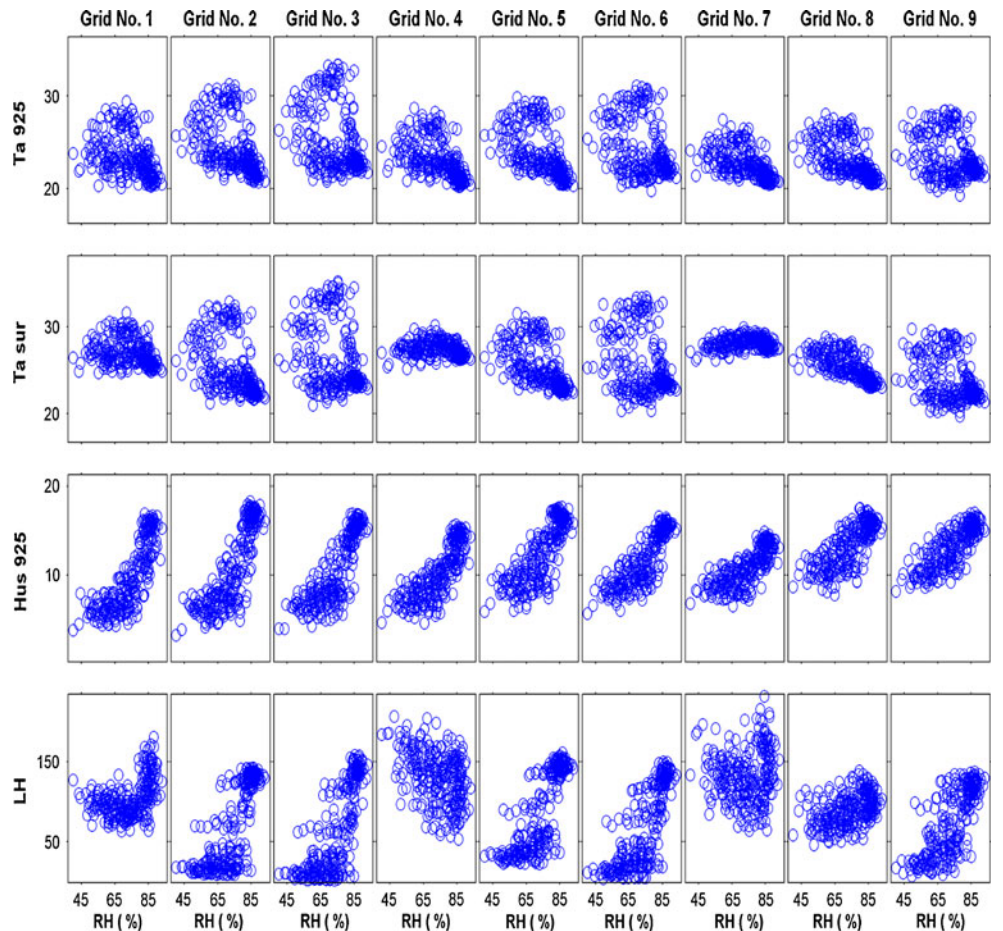 Grid No. 1 Grid No. 2 Grid No. 3 Grid No. 4 Grid No. 5 Grid No. 6 Grid No. 7 Grid No. 8 Grid No. 9
Ta 925
30
20
Ta sur
30
20
Hus 925
20
10
LH
150
50
45 65 85 45 65 85 45 65 85 45 65 85 45 65 85 45 65 85 45 65 85 45 65 85 45 65 85
RH ( %) RH ( %) RH ( %) RH ( %) RH ( %) RH ( %) RH ( %) RH ( %) RH ( %)